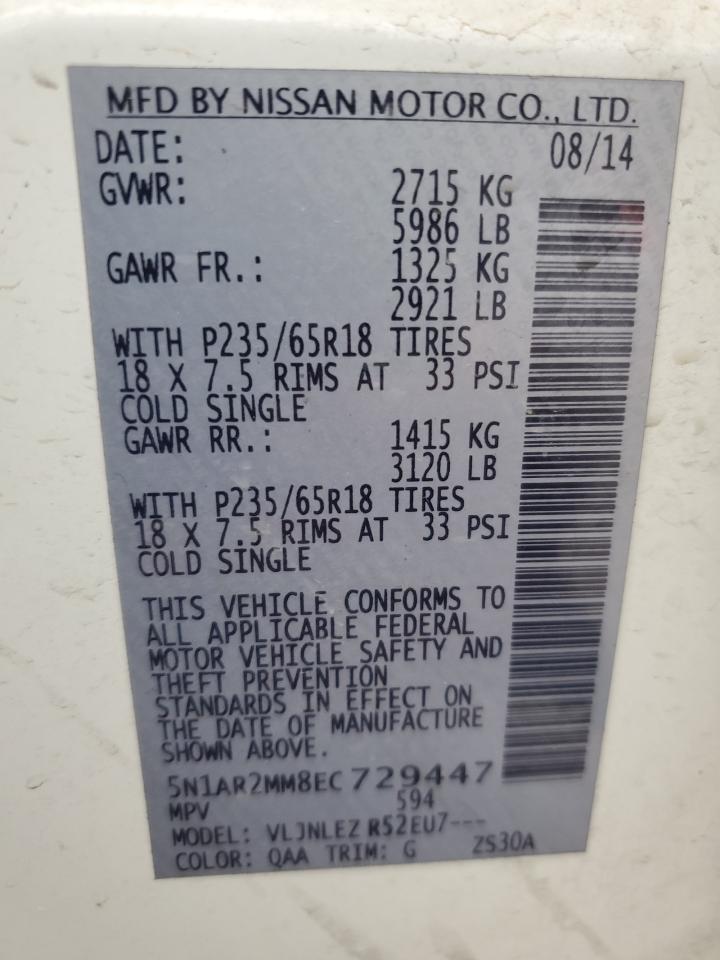 MFD BY NISSAN MOTOR CO., LTD.
DATE: 08/14
GVWR: 2715 KG
5986 LB
GAWR FR.: 1325 KG
2921 LB
WITH P235/65R18 TIRES
18 X 7.5 RIMS AT 33 PSI
COLD SINGLE
GAWR RR.: 1415 KG
3120 LB
WITH P235/65R18 TIRES
18 X 7.5 RIMS AT 33 PSI
COLD SINGLE
THIS VEHICLE CONFORMS TO
ALL APPLICABLE FEDERAL
MOTOR VEHICLE SAFETY AND
THEFT PREVENTION
STANDARDS IN EFFECT ON
THE DATE OF MANUFACTURE
SHOWN ABOVE.
5N1AR2MM8EC 729447
MPV 594
MODEL: VLJNLEZ R52EU7---
COLOR: QAA TRIM: G ZS30A